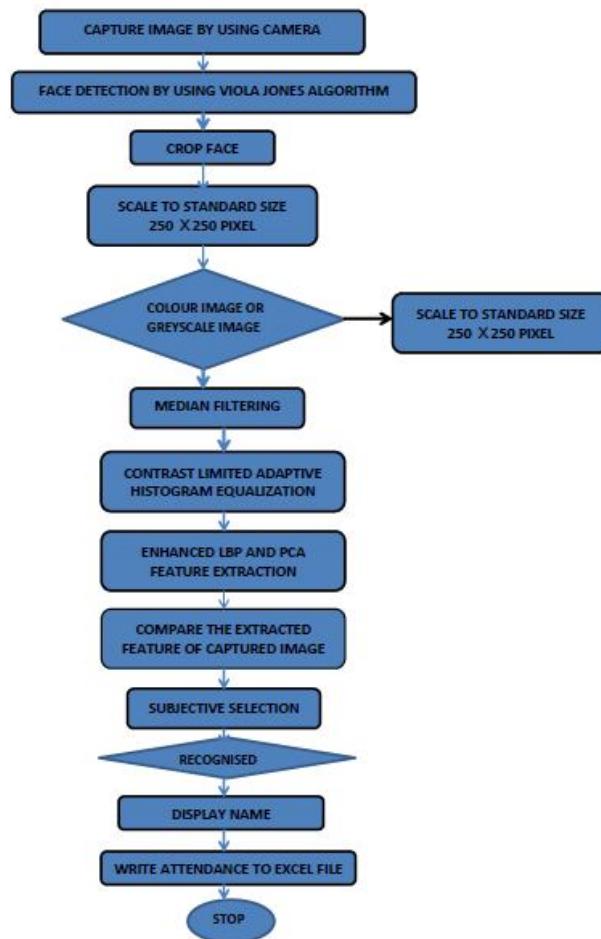 CAPTURE IMAGE BY USING CAMERA
FACE DETECTION BY USING VIOLA JONES ALGORITHM
CROP FACE
SCALE TO STANDARD SIZE
250 X 250 PIXEL
COLOUR IMAGE OR
GREYSCALE IMAGE
SCALE TO STANDARD SIZE
250 X 250 PIXEL
MEDIAN FILTERING
CONTRAST LIMITED ADAPTIVE
HISTOGRAM EQUALIZATION
ENHANCED LBP AND PCA
FEATURE EXTRACTION
COMPARE THE EXTRACTED
FEATURE OF CAPTURED IMAGE
SUBJECTIVE SELECTION
RECOGNISED
DISPLAY NAME
WRITE ATTENDANCE TO EXCEL FILE
STOP